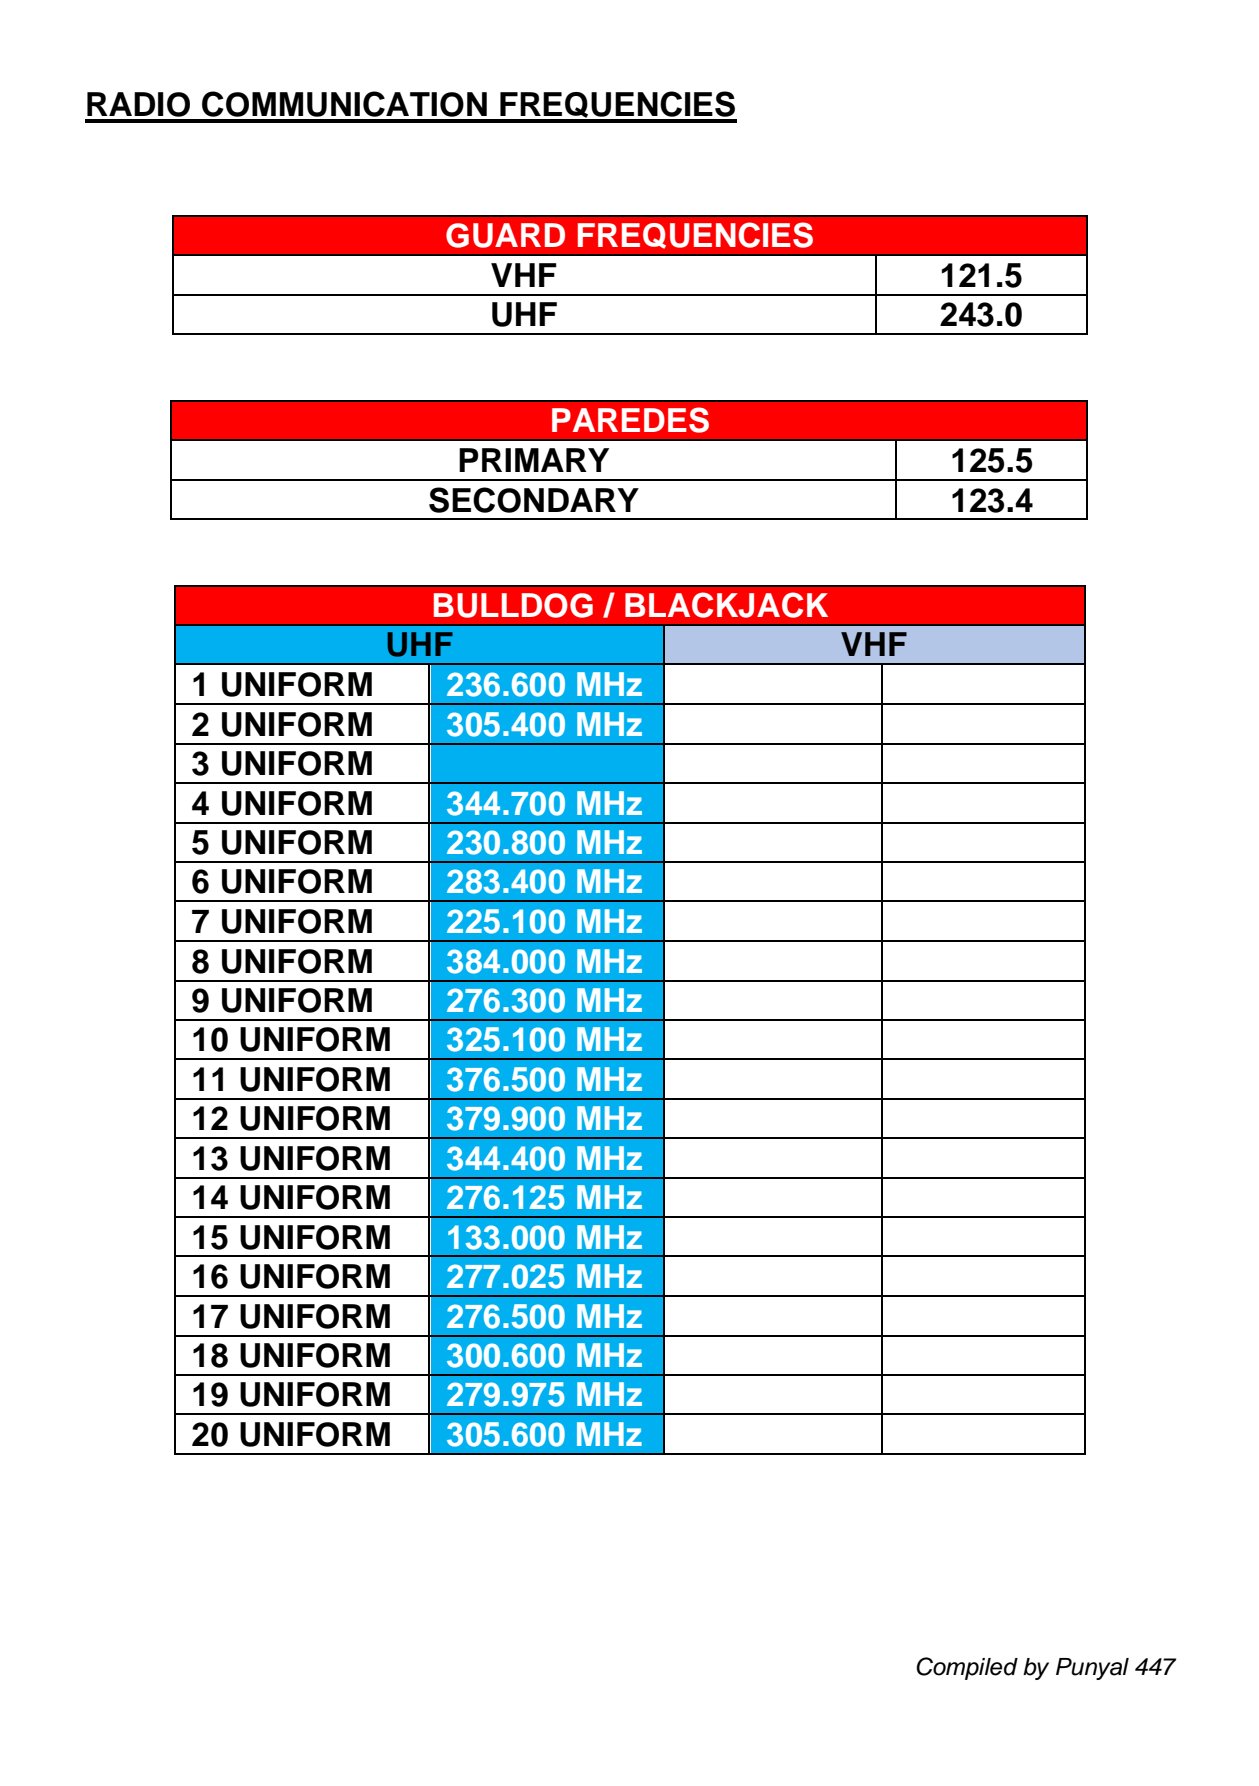 RADIO COMMUNICATION FREQUENCIES
GUARD FREQUENCIES
VHF 121.5
UHF 243.0
PAREDES
PRIMARY 125.5
SECONDARY 123.4
BULLDOG / BLACKJACK
UHF VHF
1 UNIFORM 236.600 MHz
2 UNIFORM 305.400 MHz
3 UNIFORM
4 UNIFORM 344.700 MHz
5 UNIFORM 230.800 MHz
6 UNIFORM 283.400 MHz
7 UNIFORM 225.100 MHz
8 UNIFORM 384.000 MHz
9 UNIFORM 276.300 MHz
10 UNIFORM 325.100 MHz
11 UNIFORM 376.500 MHz
12 UNIFORM 379.900 MHz
13 UNIFORM 344.400 MHz
14 UNIFORM 276.125 MHz
15 UNIFORM 133.000 MHz
16 UNIFORM 277.025 MHz
17 UNIFORM 276.500 MHz
18 UNIFORM 300.600 MHz
19 UNIFORM 279.975 MHz
20 UNIFORM 305.600 MHz
Compiled by Punyal 447